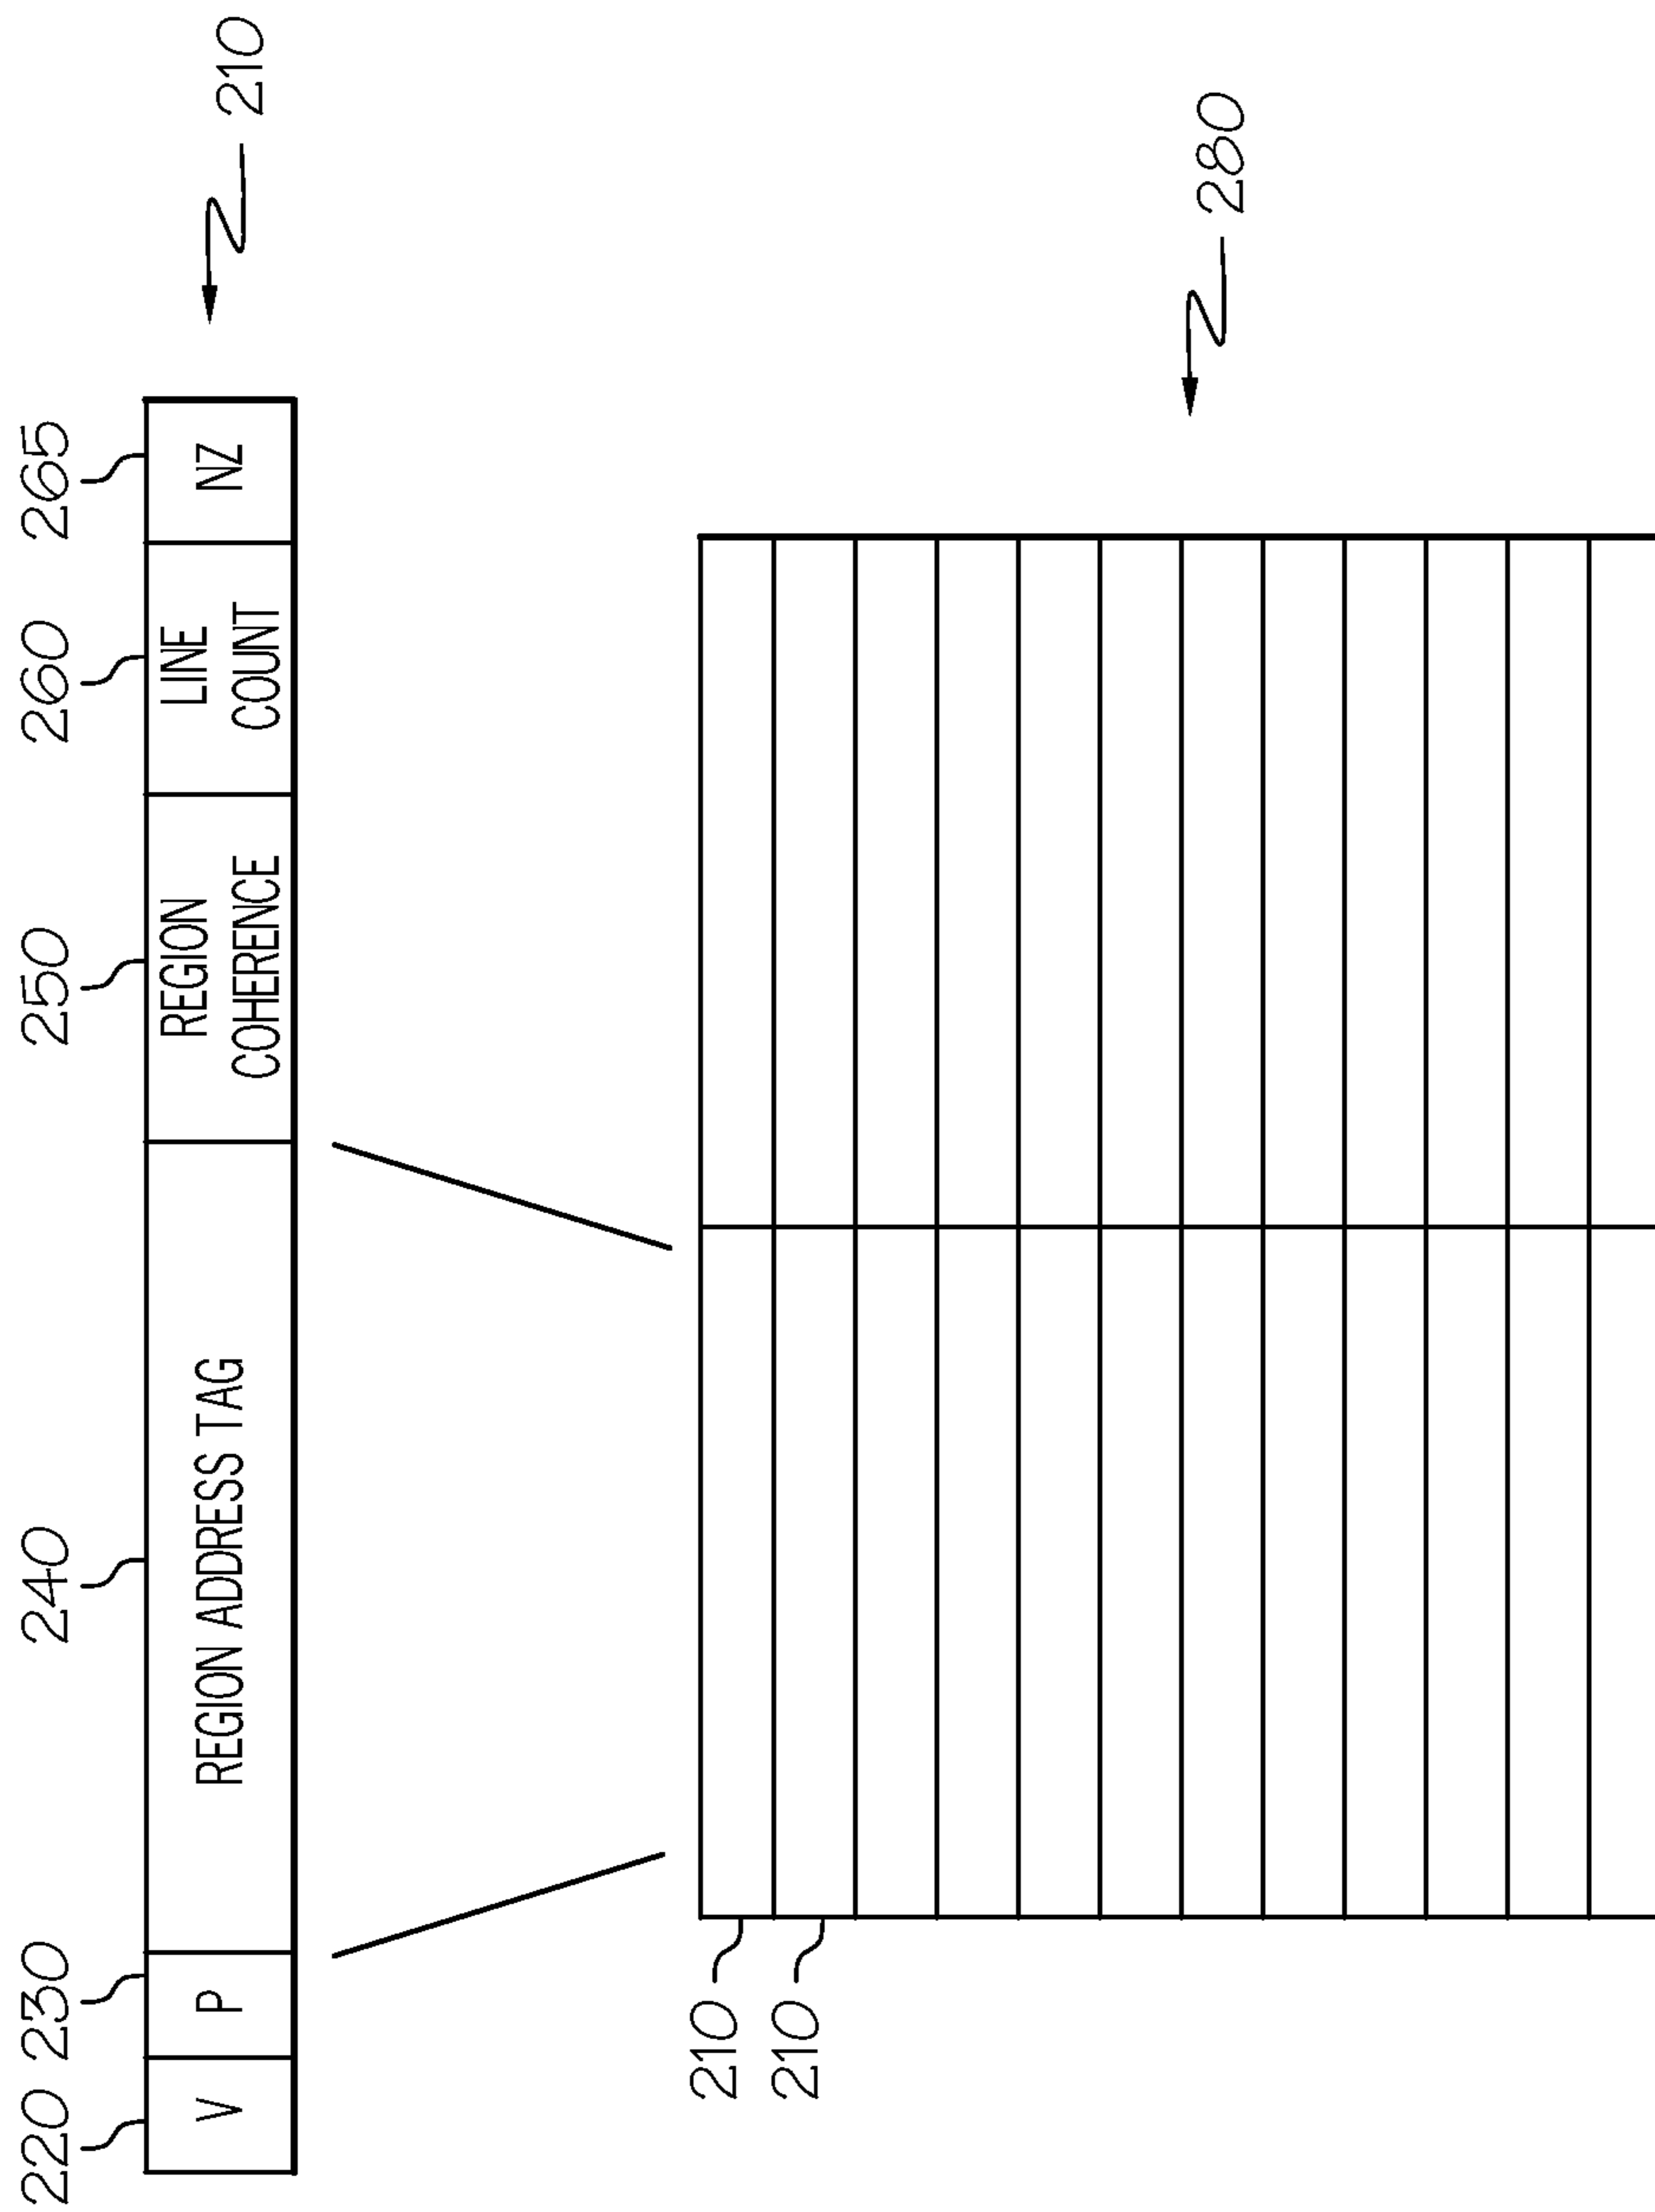 220
230
240
250
260
265
V
P
REGION ADDRESS TAG
REGION
COHERENCE
LINE
COUNT
NZ
210
210
210
280